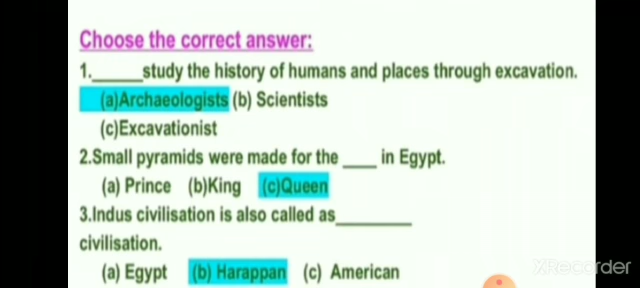 Choose the correct answer:
1.______study the history of humans and places through excavation.
(a)Archaeologists (b) Scientists
(c)Excavationist
2.Small pyramids were made for the ____ in Egypt.
(a) Prince (b)King (c)Queen
3.Indus civilisation is also called as_________
civilisation.
(a) Egypt (b) Harappan (c) American
XRecorder